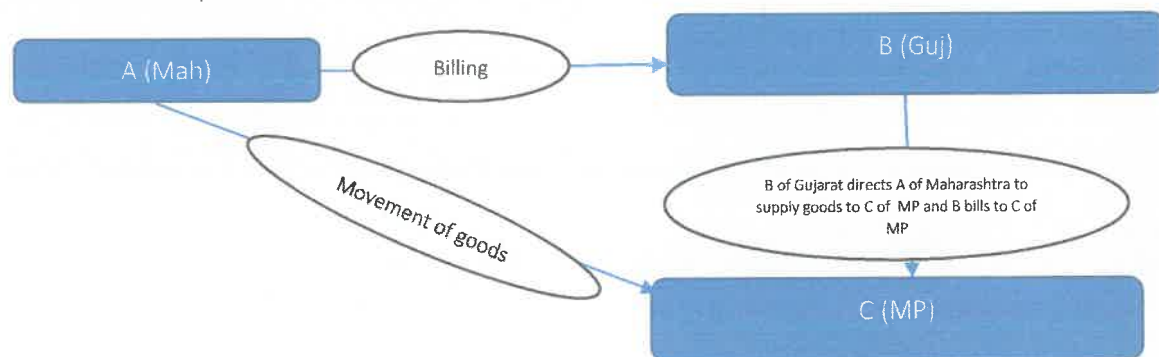 A (Mah)
Billing
B (Guj)
Movement of goods
B of Gujarat directs A of Maharashtra to
supply goods to C of MP and B bills to C of
MP
C (MP)